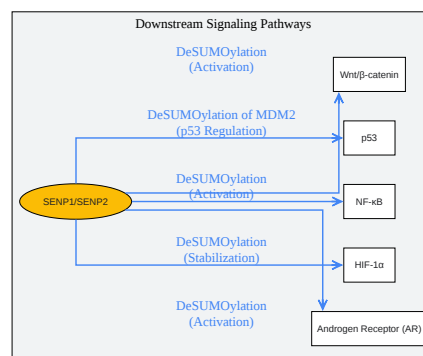 Downstream Signaling Pathways
DeSUMOylation
(Activation)
Wnt/β-catenin
DeSUMOylation of MDM2
(p53 Regulation)
p53
DeSUMOylation
(Activation)
SENP1/SENP2
NF-κB
DeSUMOylation
(Stabilization)
HIF-1α
DeSUMOylation
(Activation)
Androgen Receptor (AR)